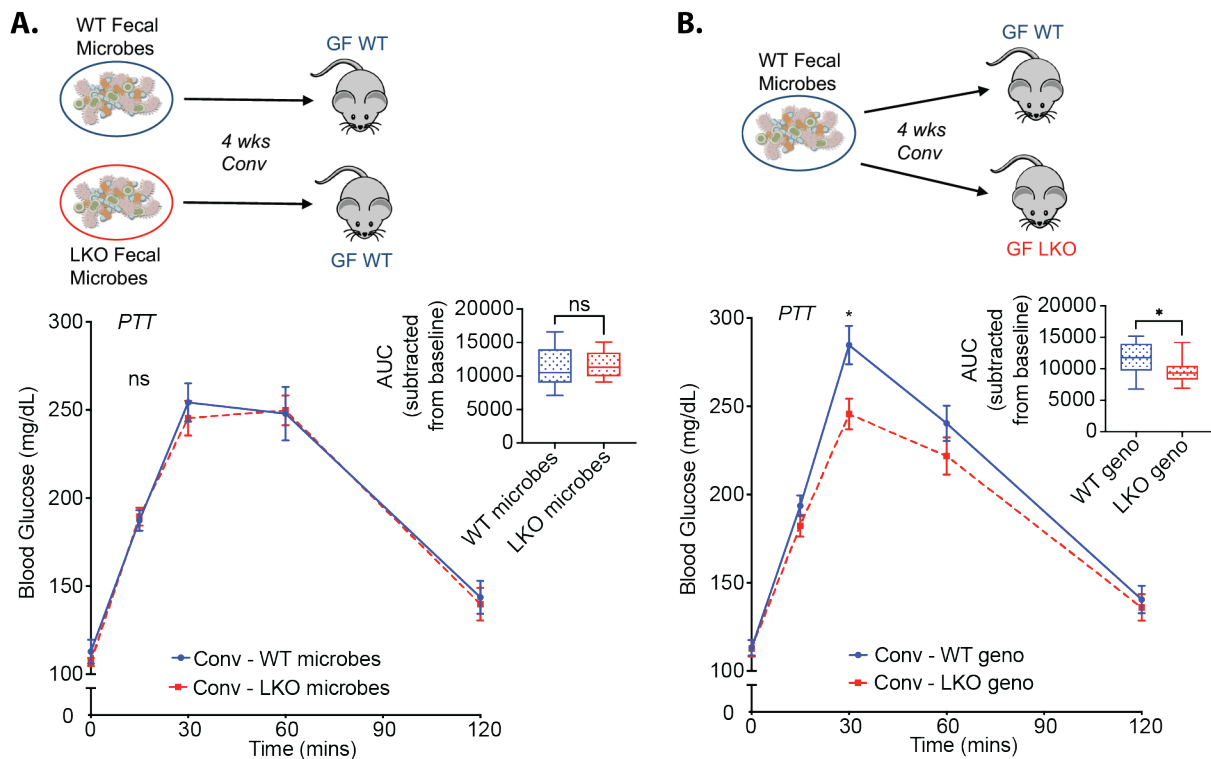 A.
WT Fecal
Microbes
GF WT
4 wks
Conv
LKO Fecal
Microbes
GF WT
PTT
ns
300
250
200
150
100
0
Blood Glucose (mg/dL)
0
30
60
90
120
Time (mins)
Conv - WT microbes
Conv - LKO microbes
AUC
(subtracted
from baseline)
20000
15000
10000
5000
0
ns
WT microbes
LKO microbes
B.
WT Fecal
Microbes
GF WT
4 wks
Conv
GF LKO
PTT
*
300
250
200
150
100
0
Blood Glucose (mg/dL)
0
30
60
90
120
Time (mins)
Conv - WT geno
Conv - LKO geno
AUC
(subtracted
from baseline)
20000
15000
10000
5000
0
*
WT geno
LKO geno